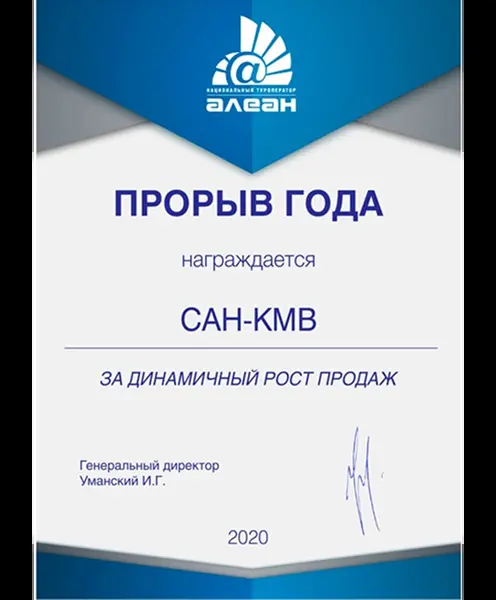 @
НАЦИОНАЛЬНЫЙ ТУРОПЕРАТОР
алеан
ПРОРЫВ ГОДА
награждается
САН-КМВ
ЗА ДИНАМИЧНЫЙ РОСТ ПРОДАЖ
Генеральный директор
Уманский И.Г.
2020